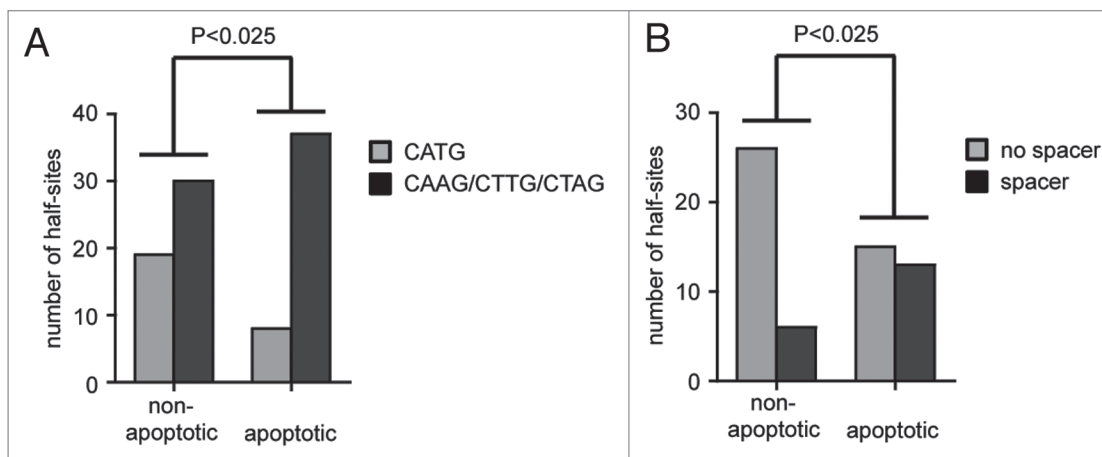 A
P<0.025
number of half-sites
40
30
20
10
0
non-
apoptotic
apoptotic
CATG
CAAG/CTTG/CTAG
B
P<0.025
number of half-sites
30
20
10
0
non-
apoptotic
apoptotic
no spacer
spacer